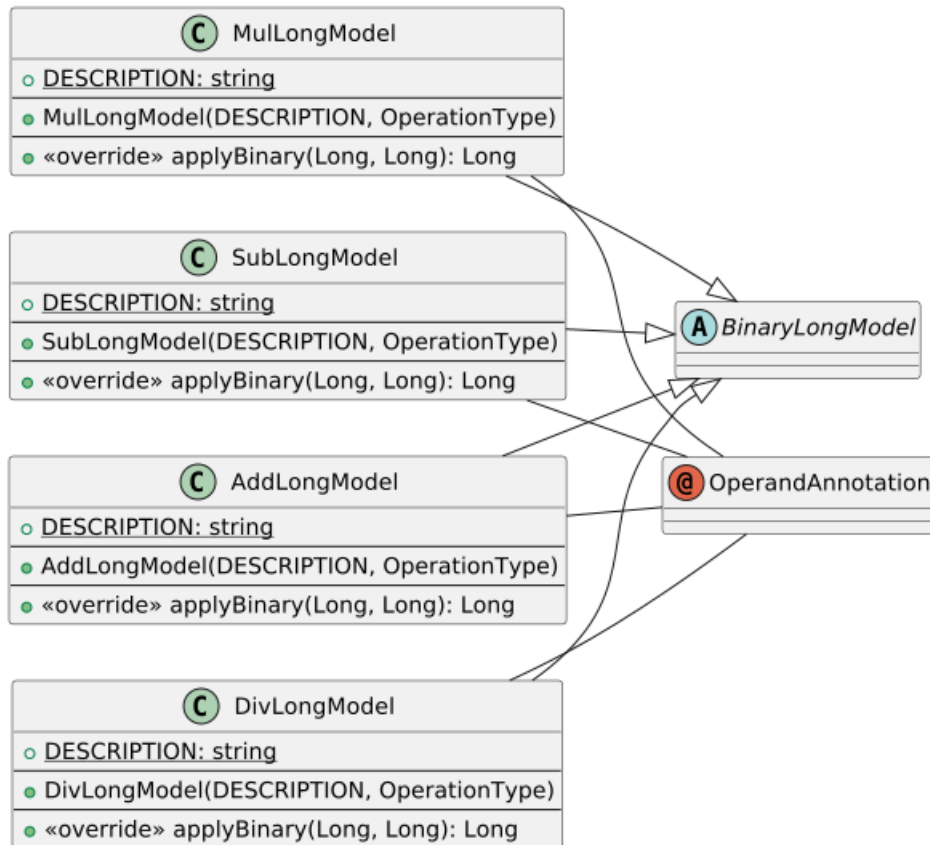 C MulLongModel
DESCRIPTION: string
MulLongModel(DESCRIPTION, OperationType)
«override» applyBinary(Long, Long): Long
C SubLongModel
DESCRIPTION: string
SubLongModel(DESCRIPTION, OperationType)
«override» applyBinary(Long, Long): Long
A BinaryLongModel
C AddLongModel
DESCRIPTION: string
AddLongModel(DESCRIPTION, OperationType)
«override» applyBinary(Long, Long): Long
@ OperandAnnotation
C DivLongModel
DESCRIPTION: string
DivLongModel(DESCRIPTION, OperationType)
«override» applyBinary(Long, Long): Long